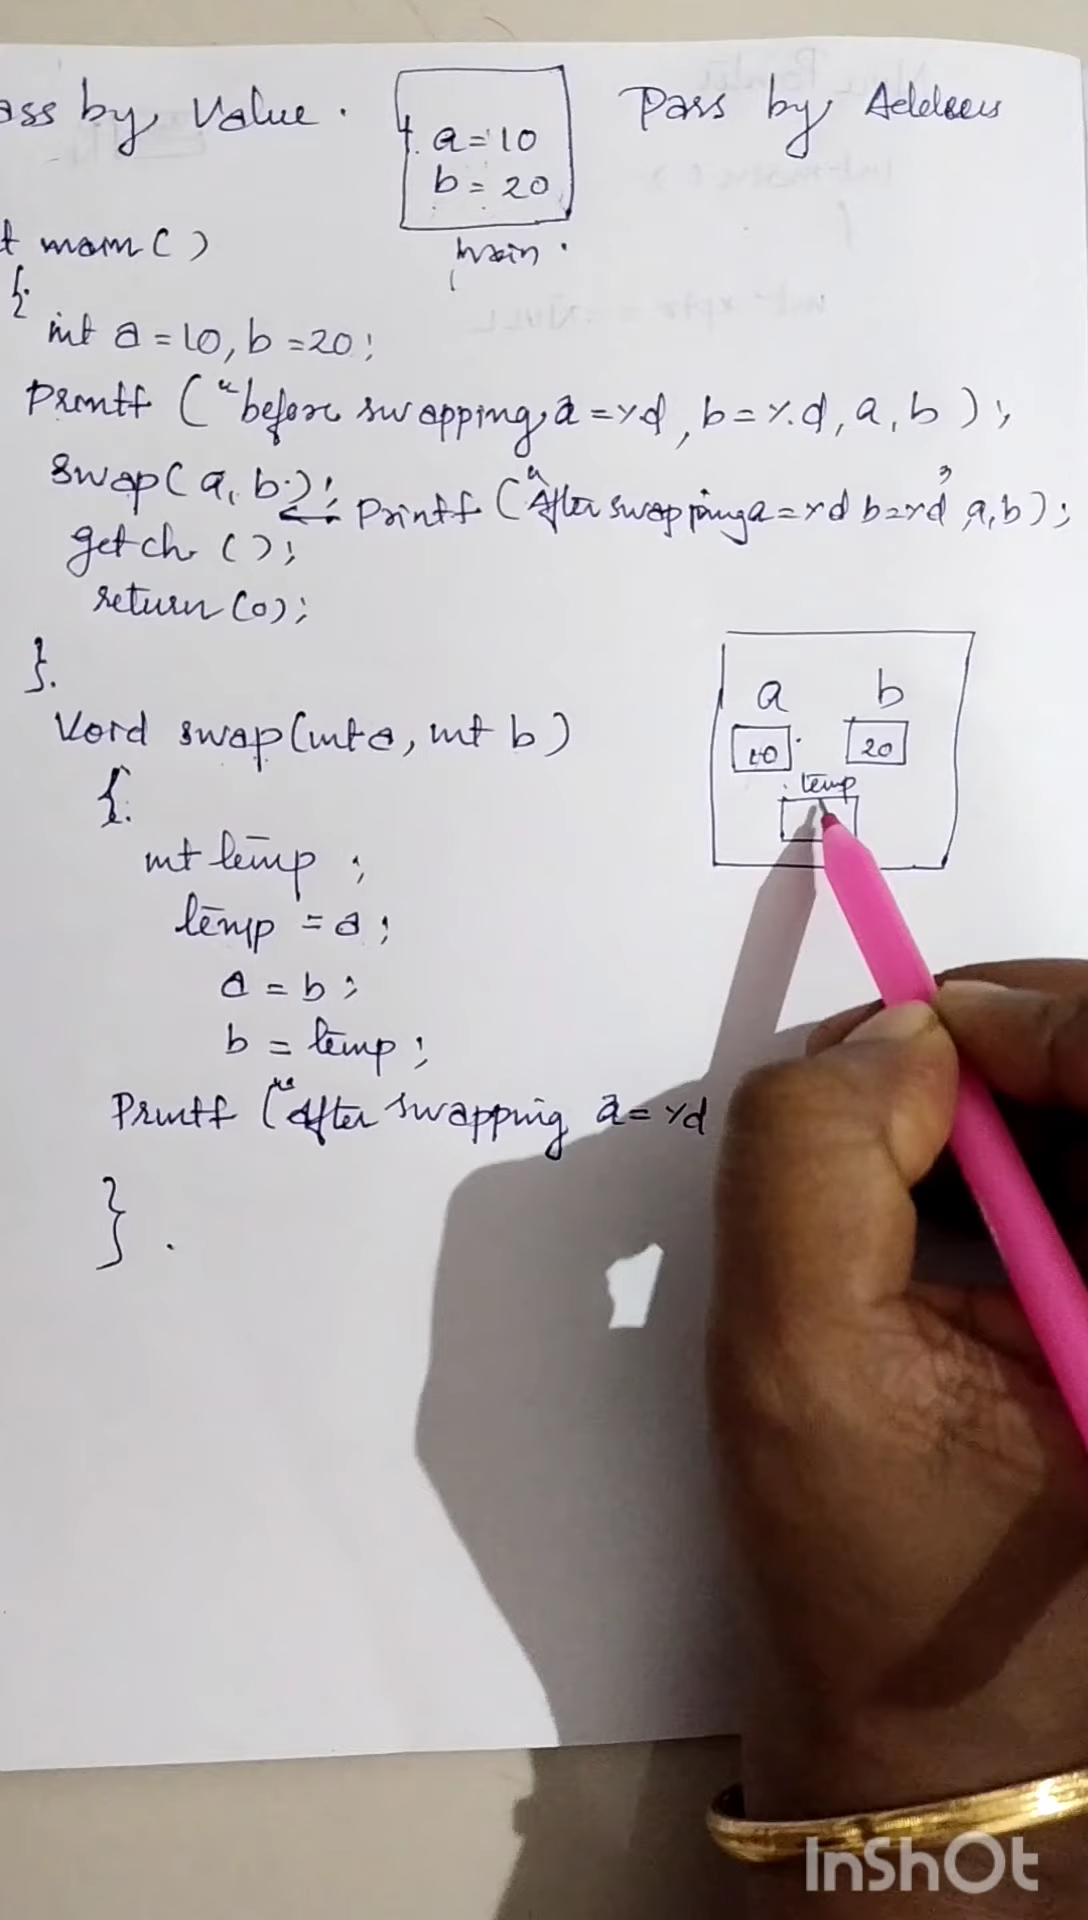 ass by Value.
Pass by Address
a=10
b=20
main.
t main()
{
int a=10, b=20;
Printf ("before swapping a=%d, b=%d, a, b);
swap(a, b); ← Printf ("After swapping a=%d b=%d", a, b);
getch ();
return (0);
}.
Void swap(int a, int b)
{
int temp;
temp = a;
a = b;
b = temp;
Printf ("After swapping a=%d
}.
a b
10 20
temp
InShOt